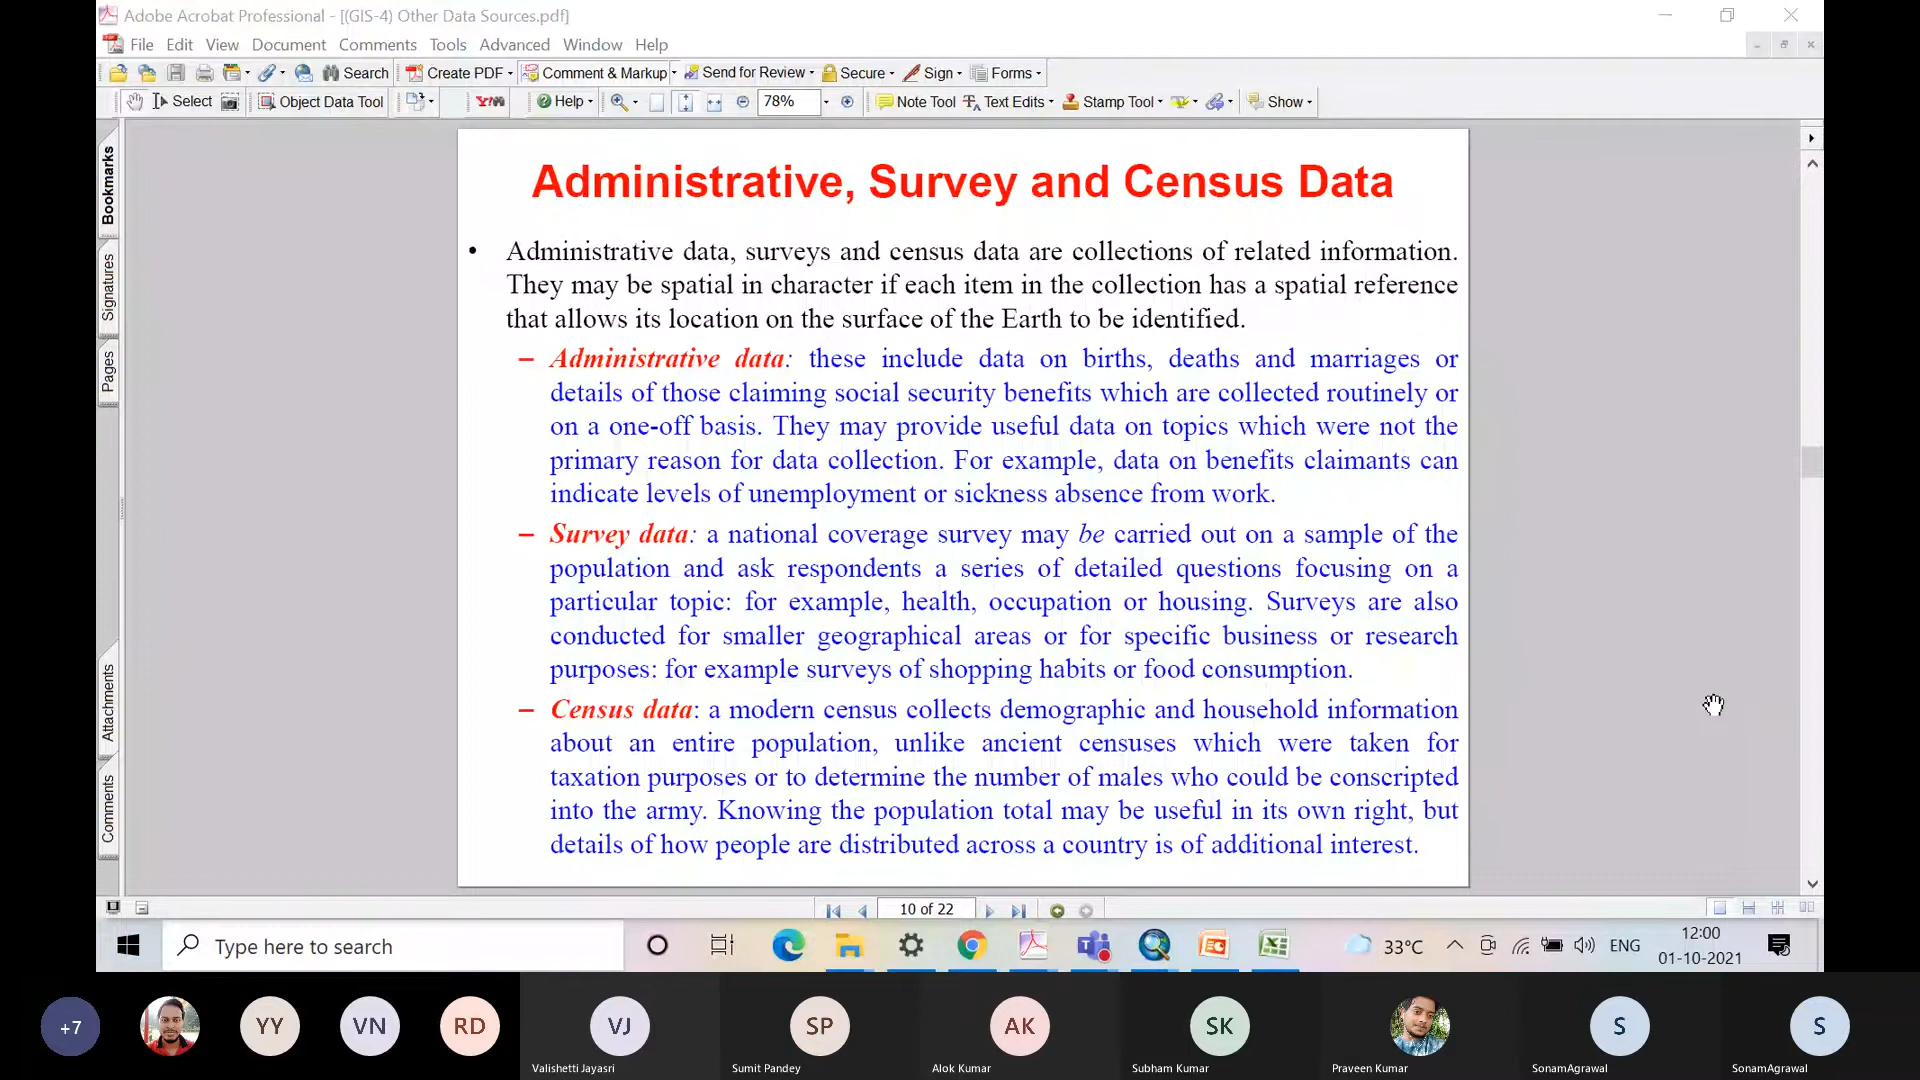 Adobe Acrobat Professional - [(GIS-4) Other Data Sources.pdf]
File Edit View Document Comments Tools Advanced Window Help
Search Create PDF Comment & Markup Send for Review Secure Sign Forms
Select Object Data Tool Y! Help 78% Note Tool Text Edits Stamp Tool Show
Bookmarks
Signatures
Pages
Attachments
Comments
Administrative, Survey and Census Data
• Administrative data, surveys and census data are collections of related information.
They may be spatial in character if each item in the collection has a spatial reference
that allows its location on the surface of the Earth to be identified.
– Administrative data: these include data on births, deaths and marriages or
details of those claiming social security benefits which are collected routinely or
on a one-off basis. They may provide useful data on topics which were not the
primary reason for data collection. For example, data on benefits claimants can
indicate levels of unemployment or sickness absence from work.
– Survey data: a national coverage survey may be carried out on a sample of the
population and ask respondents a series of detailed questions focusing on a
particular topic: for example, health, occupation or housing. Surveys are also
conducted for smaller geographical areas or for specific business or research
purposes: for example surveys of shopping habits or food consumption.
– Census data: a modern census collects demographic and household information
about an entire population, unlike ancient censuses which were taken for
taxation purposes or to determine the number of males who could be conscripted
into the army. Knowing the population total may be useful in its own right, but
details of how people are distributed across a country is of additional interest.
10 of 22
Type here to search
33°C ENG
12:00
01-10-2021
+7 YY VN RD VJ SP AK SK S S
Valishetti Jayasri Sumit Pandey Alok Kumar Subham Kumar Praveen Kumar SonamAgrawal SonamAgrawal